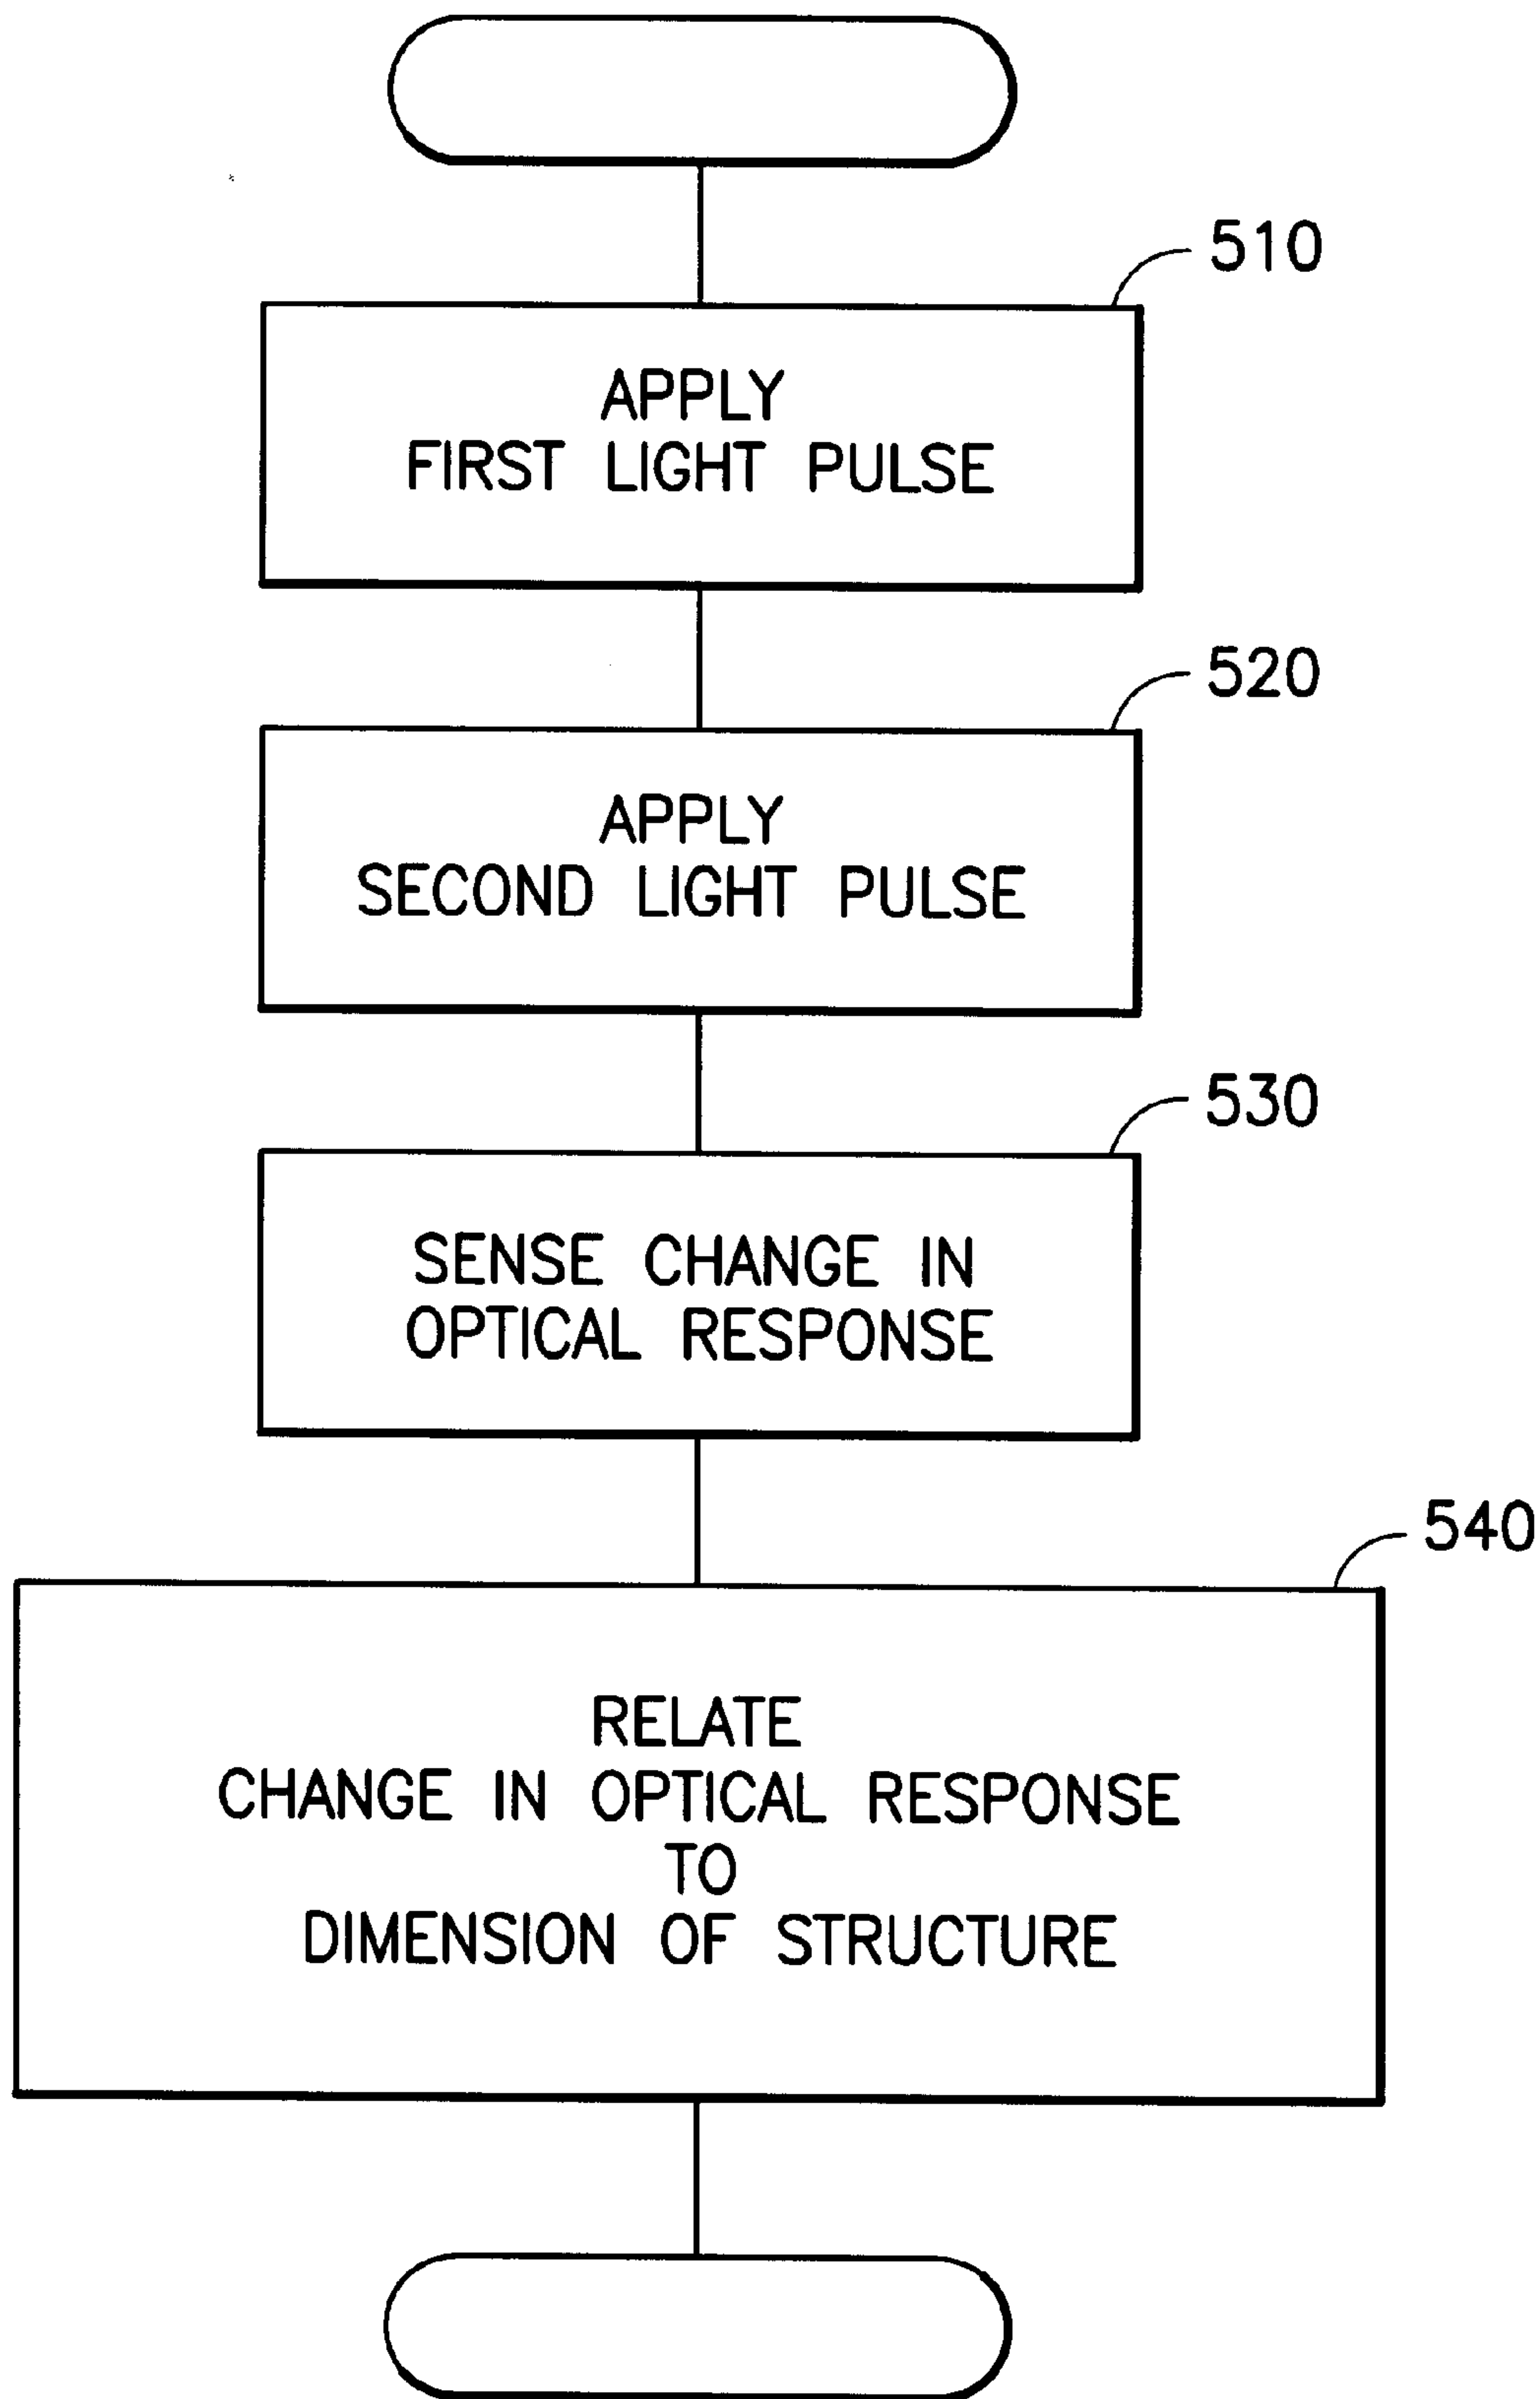 510
APPLY
FIRST LIGHT PULSE
520
APPLY
SECOND LIGHT PULSE
530
SENSE CHANGE IN
OPTICAL RESPONSE
540
RELATE
CHANGE IN OPTICAL RESPONSE
TO
DIMENSION OF STRUCTURE